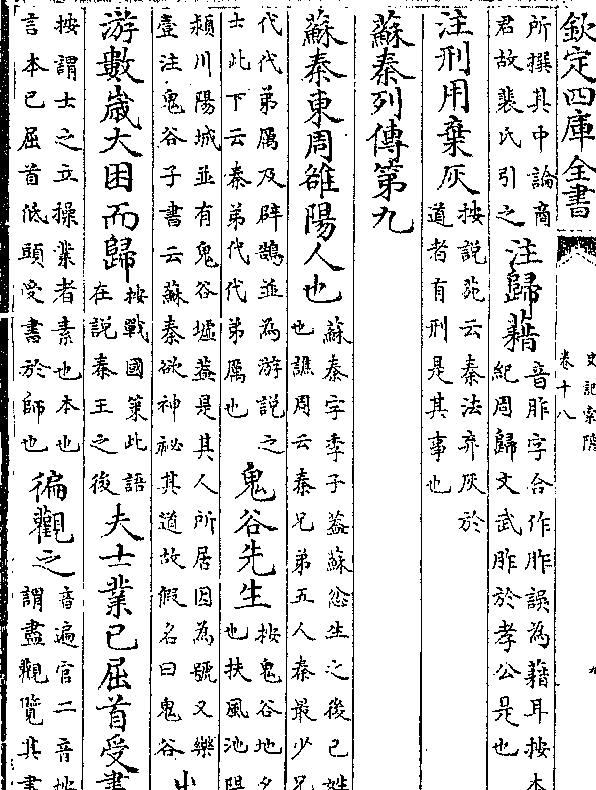 欽定四庫全書
史記索隱
卷十八
九
所撰其中論商
君故裴氏引之
注歸藉
音胙字合作胙誤為藉耳按本
紀周歸文武胙於孝公是也
注刑用棄灰
按說苑云秦法弃灰於
道者有刑是其事也
蘇秦列傳第九
蘇秦東周雒陽人也
蘇秦字季子蓋蘇忿生之後己姓
也譙周云秦兄弟五人秦最少兄
代代弟厲及辟鵠並為游説之
士此下云秦弟代代弟厲也
鬼谷先生
按鬼谷地名
也扶風池陽
潁川陽城並有鬼谷墟蓋是其人所居因為號又樂
壹注鬼谷子書云蘇秦欲神祕其道故假名曰鬼谷
出
游數歲大困而歸
按戰國策此語
在説秦王之後
夫士業已屈首受書
按謂士之立操業者素也本也
言本已屈首低頭受書於師也
徧觀之
音遍官二音按
謂盡觀覽其書